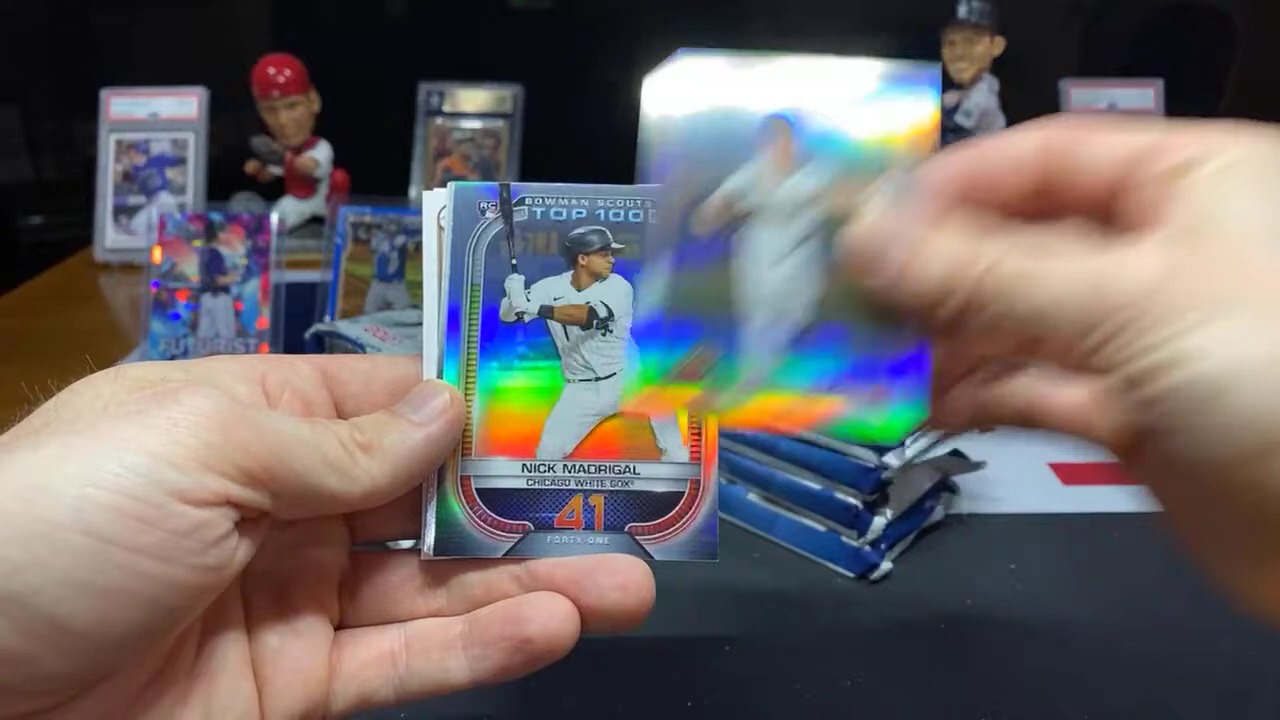 RC
BOWMAN SCOUTS
TOP 100
NICK MADRIGAL
CHICAGO WHITE SOX
41
FORTY-ONE
FUTURIST